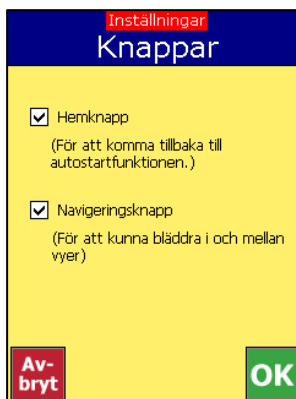 Inställningar
Knappar
Hemknapp
(För att komma tillbaka till
autostartfunktionen.)
Navigeringsknapp
(För att kunna bläddra i och mellan
vyer)
Av-
bryt
OK